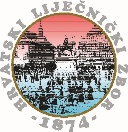 HRVATSKI LIJEČNIČKI ZBOR
·1874·